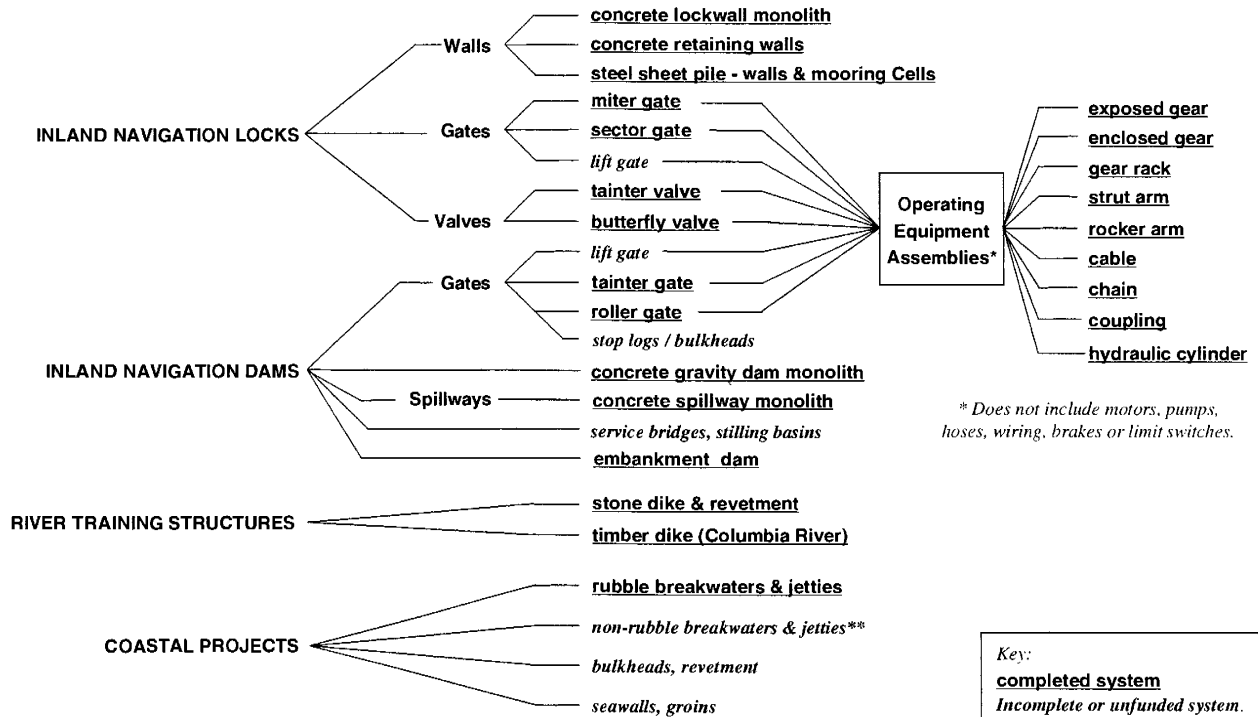 INLAND NAVIGATION LOCKS
Walls
concrete lockwall monolith
concrete retaining walls
steel sheet pile - walls & mooring Cells
Gates
miter gate
sector gate
lift gate
Valves
tainter valve
butterfly valve
INLAND NAVIGATION DAMS
Gates
lift gate
tainter gate
roller gate
stop logs / bulkheads
concrete gravity dam monolith
Spillways
concrete spillway monolith
service bridges, stilling basins
embankment dam
Operating
Equipment
Assemblies*
exposed gear
enclosed gear
gear rack
strut arm
rocker arm
cable
chain
coupling
hydraulic cylinder
* Does not include motors, pumps,
hoses, wiring, brakes or limit switches.
RIVER TRAINING STRUCTURES
stone dike & revetment
timber dike (Columbia River)
COASTAL PROJECTS
rubble breakwaters & jetties
non-rubble breakwaters & jetties**
bulkheads, revetment
seawalls, groins
Key:
completed system
Incomplete or unfunded system.